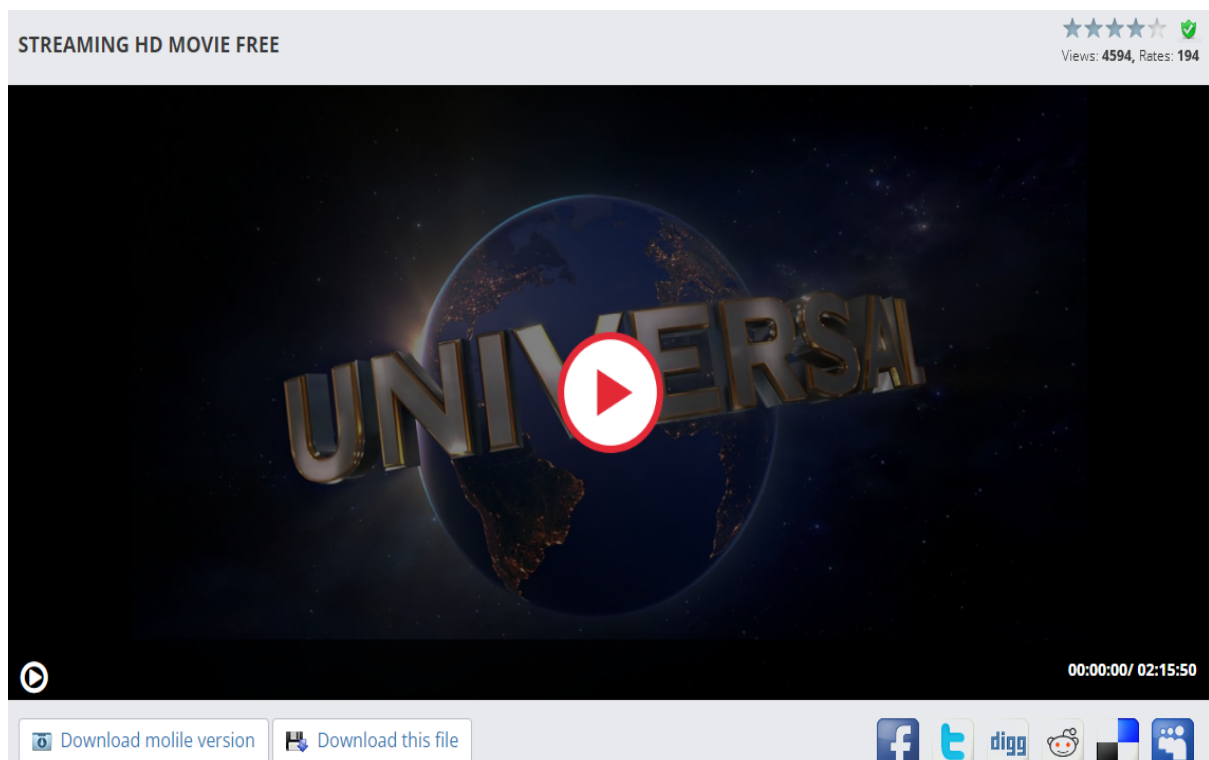 STREAMING HD MOVIE FREE
Views: 4594, Rates: 194
UNIVERSAL
00:00:00/ 02:15:50
Download molile version
Download this file
digg